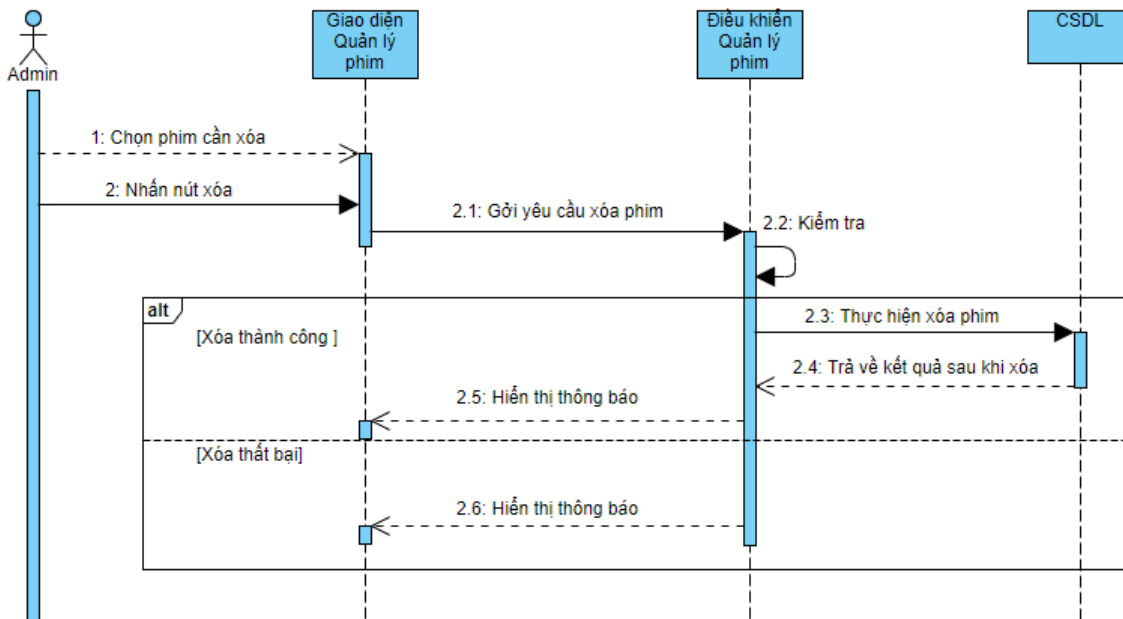 Admin
Giao diện
Quản lý
phim
Điều khiển
Quản lý
phim
CSDL
1: Chọn phim cần xóa
2: Nhấn nút xóa
2.1: Gởi yêu cầu xóa phim
2.2: Kiểm tra
alt
[Xóa thành công ]
2.3: Thực hiện xóa phim
2.4: Trả về kết quả sau khi xóa
2.5: Hiển thị thông báo
[Xóa thất bại]
2.6: Hiển thị thông báo